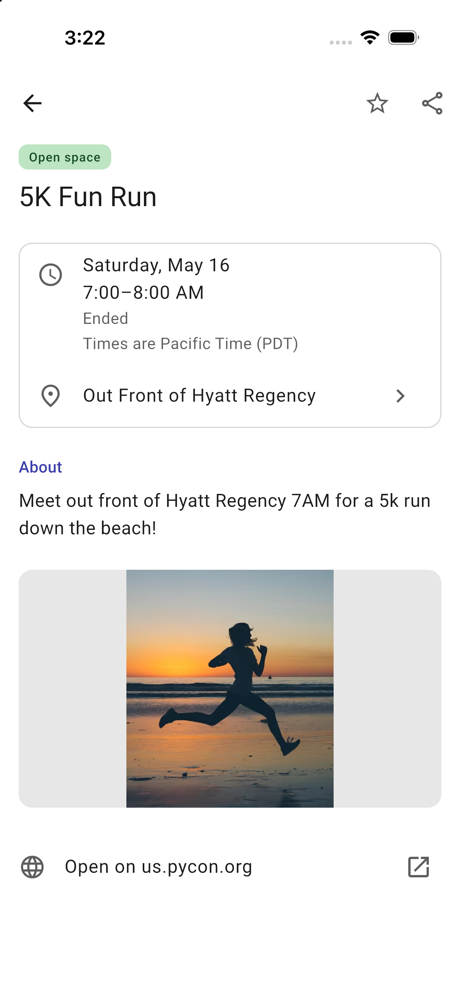 3:22
Open space
5K Fun Run
Saturday, May 16
7:00–8:00 AM
Ended
Times are Pacific Time (PDT)
Out Front of Hyatt Regency
About
Meet out front of Hyatt Regency 7AM for a 5k run
down the beach!
Open on us.pycon.org